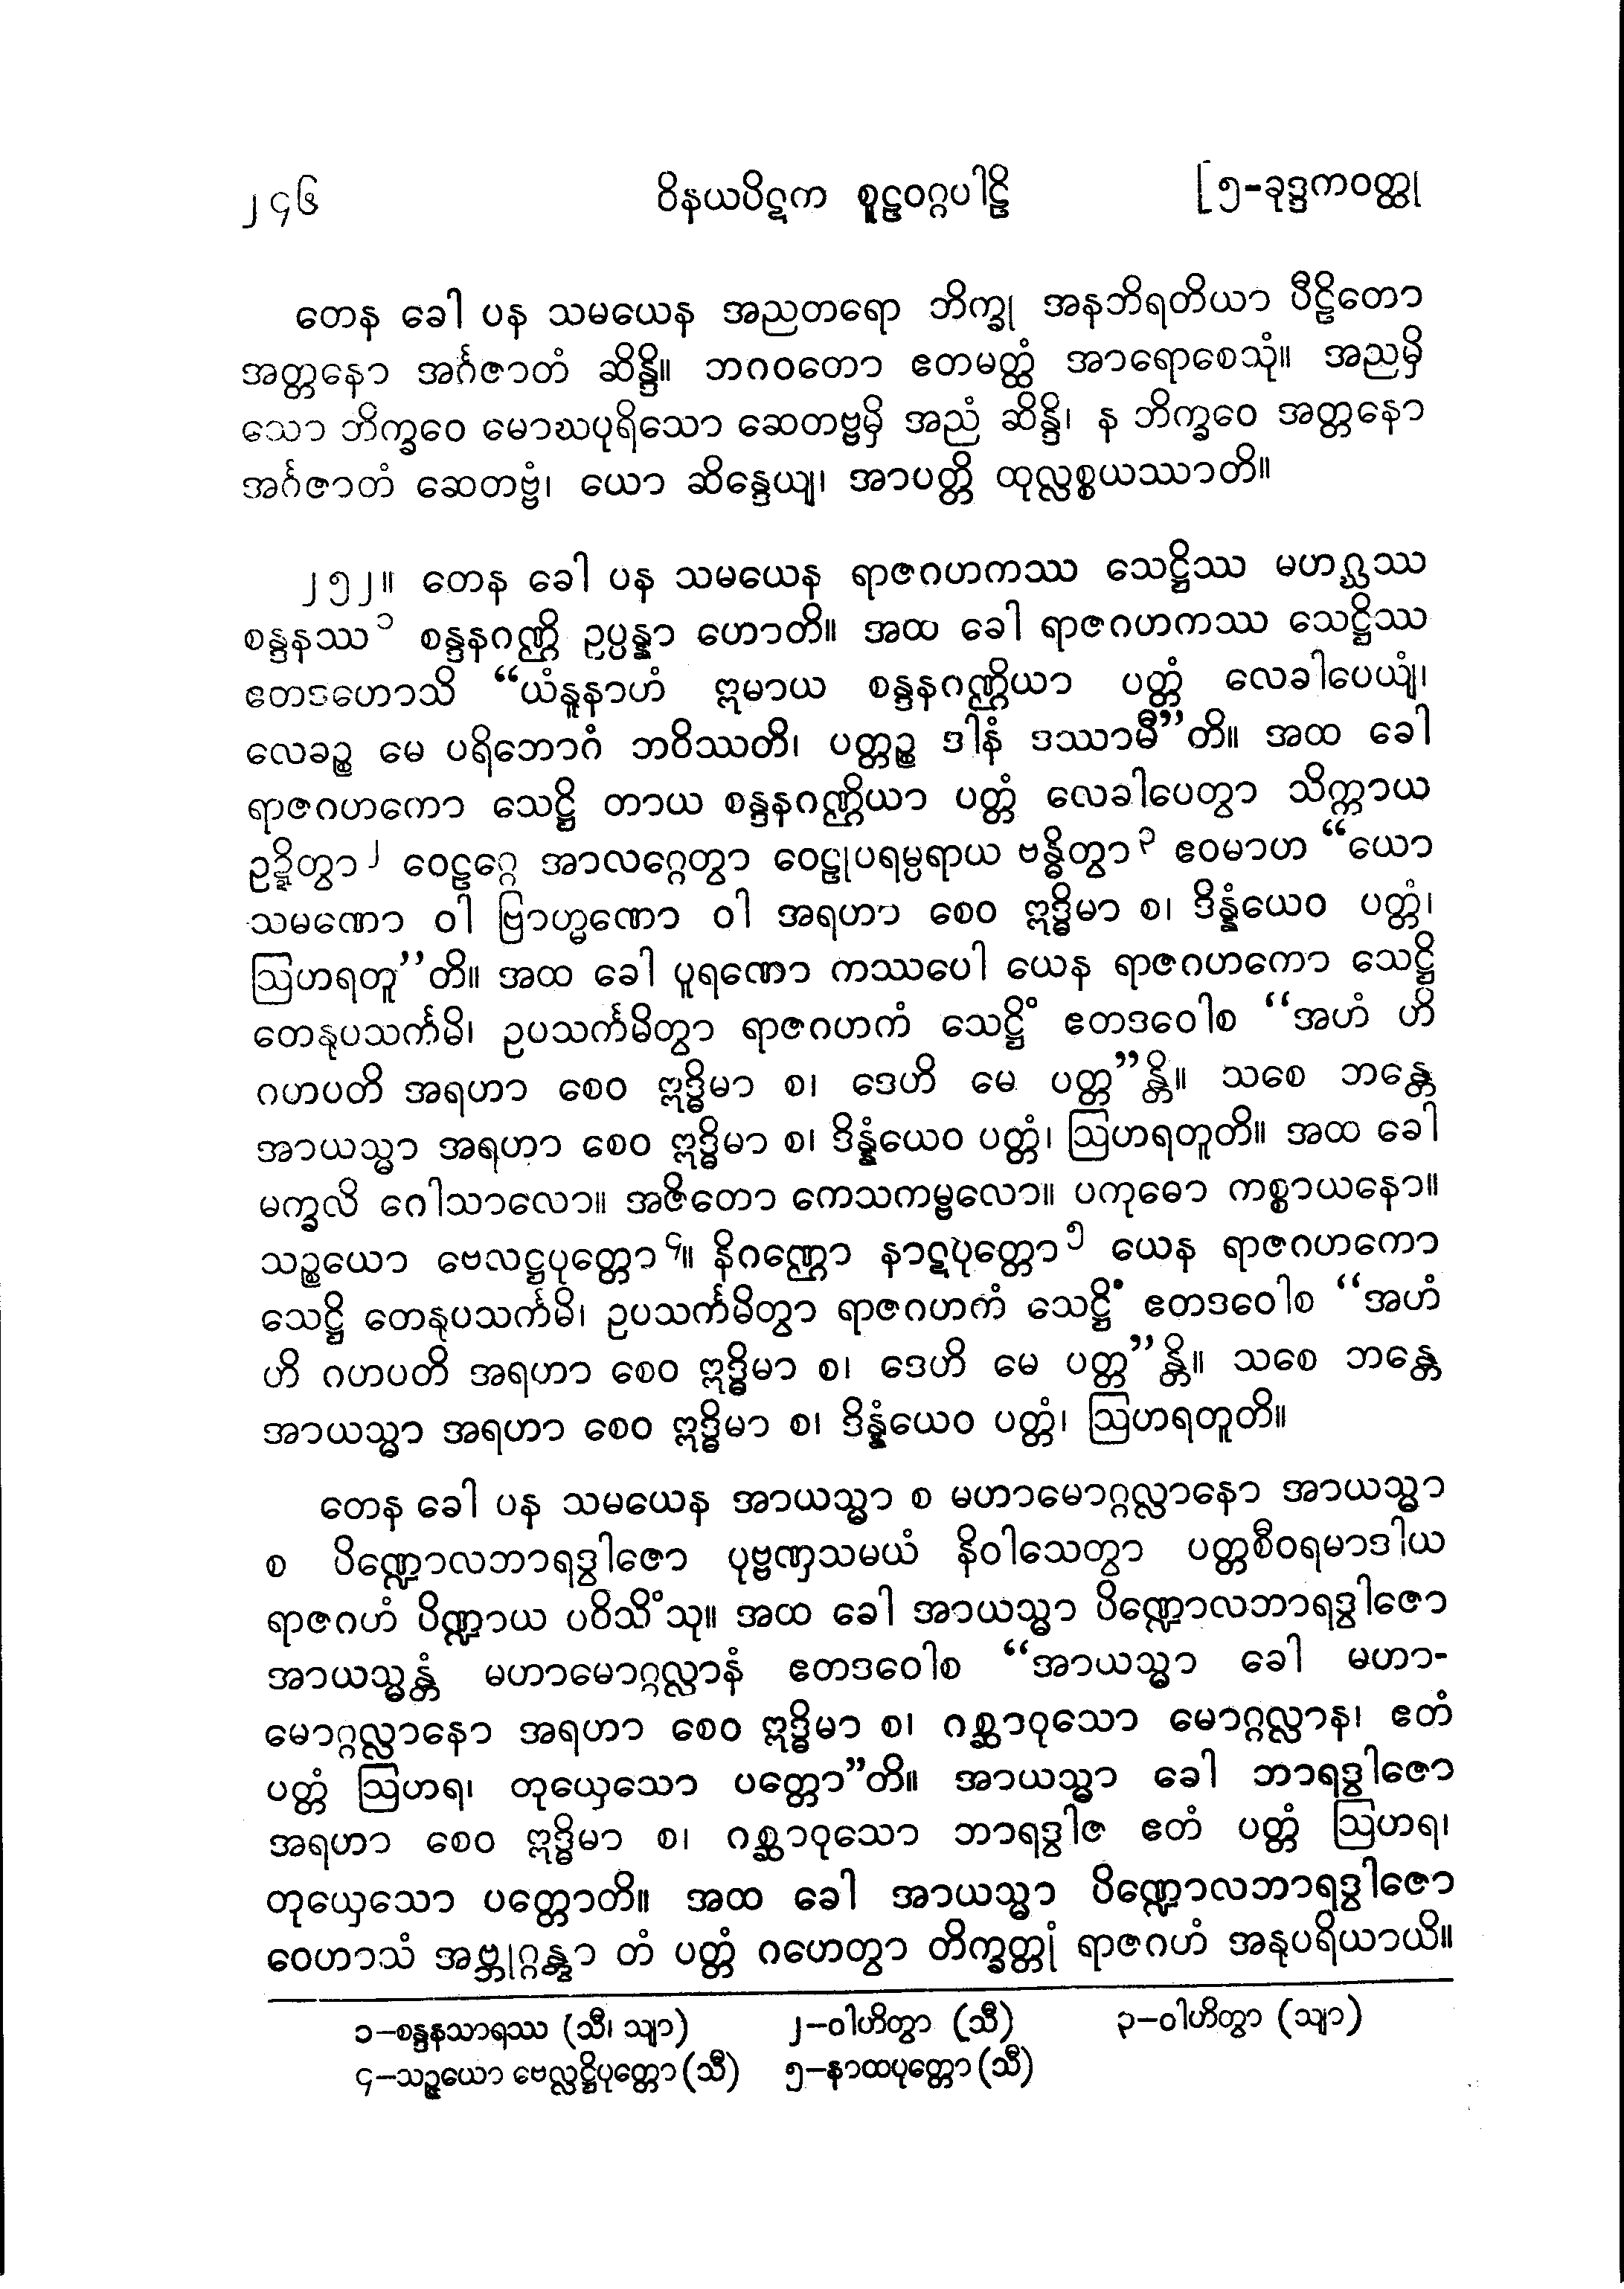 ၂၄၆ ဝိနယပိဋက စူဠဝဂ္ဂပါဠိ [၅-ခုဒ္ဒကဝတ္ထု
တေန ခေါ ပန သမယေန အညတရော ဘိက္ခု အနဘိရတိယာ ပီဠိတော
အတ္တနော အင်္ဂဇာတံ ဆိန္ဒိ။ ဘဂဝတော ဧတမတ္ထံ အာရောစေသုံ။ အညမှိ
သော ဘိက္ခဝေ မောဃပုရိသော ဆေတဗ္ဗမှိ အညံ ဆိန္ဒိ၊ န ဘိက္ခဝေ အတ္တနော
အင်္ဂဇာတံ ဆေတဗ္ဗံ၊ ယော ဆိန္ဒေယျ၊ အာပတ္တိ ထုလ္လစ္စယဿာတိ။
၂၅၂။ တေန ခေါ ပန သမယေန ရာဇဂဟကဿ သေဋ္ဌိဿ မဟဂ္ဃဿ
စန္ဒနဿ၁ စန္ဒနဂဏ္ဌိ ဥပ္ပန္နာ ဟောတိ။ အထ ခေါ ရာဇဂဟကဿ သေဋ္ဌိဿ
ဧတဒဟောသိ “ယံနူနာဟံ ဣမာယ စန္ဒနဂဏ္ဌိယာ ပတ္တံ လေခါပေယျံ၊
လေခဉ္စ မေ ပရိဘောဂံ ဘဝိဿတိ၊ ပတ္တဉ္စ ဒါနံ ဒဿာမီ”တိ။ အထ ခေါ
ရာဇဂဟကော သေဋ္ဌိ တာယ စန္ဒနဂဏ္ဌိယာ ပတ္တံ လေခါပေတွာ သိက္ကာယ
ဥဍ္ဍိတွာ၂ ဝေဠဂ္ဂေ အာလဂ္ဂေတွာ ဝေဠုပရမ္ပရာယ ဗန္ဓိတွာ၃ ဧဝမာဟ “ယော
သမဏော ဝါ ဗြာဟ္မဏော ဝါ အရဟာ စေဝ ဣဒ္ဓိမာ စ၊ ဒိန္နံယေဝ ပတ္တံ၊
ဩဟရတူ”တိ။ အထ ခေါ ပူရဏော ကဿပေါ ယေန ရာဇဂဟကော သေဋ္ဌိ
တေနုပသင်္ကမိ၊ ဥပသင်္ကမိတွာ ရာဇဂဟကံ သေဋ္ဌိံ ဧတဒဝေါစ “အဟံ ဟိ
ဂဟပတိ အရဟာ စေဝ ဣဒ္ဓိမာ စ၊ ဒေဟိ မေ ပတ္တ”န္တိ။ သစေ ဘန္တေ
အာယသ္မာ အရဟာ စေဝ ဣဒ္ဓိမာ စ၊ ဒိန္နံယေဝ ပတ္တံ၊ ဩဟရတူတိ။ အထ ခေါ
မက္ခလိ ဂေါသာလော။ အဇိတော ကေသကမ္ဗလော။ ပကုဓော ကစ္စာယနော။
သဉ္စယော ဗေလဋ္ဌပုတ္တော၄။ နိဂဏ္ဌော နာဋပုတ္တော၅ ယေန ရာဇဂဟကော
သေဋ္ဌိ တေနုပသင်္ကမိ၊ ဥပသင်္ကမိတွာ ရာဇဂဟကံ သေဋ္ဌိံ ဧတဒဝေါစ “အဟံ
ဟိ ဂဟပတိ အရဟာ စေဝ ဣဒ္ဓိမာ စ၊ ဒေဟိ မေ ပတ္တ”န္တိ။ သစေ ဘန္တေ
အာယသ္မာ အရဟာ စေဝ ဣဒ္ဓိမာ စ၊ ဒိန္နံယေဝ ပတ္တံ၊ ဩဟရတူတိ။
တေန ခေါ ပန သမယေန အာယသ္မာ စ မဟာမောဂ္ဂလ္လာနော အာယသ္မာ
စ ပိဏ္ဍောလဘာရဒွါဇော ပုဗ္ဗဏှသမယံ နိဝါသေတွာ ပတ္တစီဝရမာဒါယ
ရာဇဂဟံ ပိဏ္ဍာယ ပဝိသိံသု။ အထ ခေါ အာယသ္မာ ပိဏ္ဍောလဘာရဒွါဇော
အာယသ္မန္တံ မဟာမောဂ္ဂလ္လာနံ ဧတဒဝေါစ “အာယသ္မာ ခေါ မဟာ-
မောဂ္ဂလ္လာနော အရဟာ စေဝ ဣဒ္ဓိမာ စ၊ ဂစ္ဆာဝုသော မောဂ္ဂလ္လာန၊ ဧတံ
ပတ္တံ ဩဟရ၊ တုယှေသော ပတ္တော”တိ။ အာယသ္မာ ခေါ ဘာရဒွါဇော
အရဟာ စေဝ ဣဒ္ဓိမာ စ၊ ဂစ္ဆာဝုသော ဘာရဒွါဇ ဧတံ ပတ္တံ ဩဟရ၊
တုယှေသော ပတ္တောတိ။ အထ ခေါ အာယသ္မာ ပိဏ္ဍောလဘာရဒွါဇော
ဝေဟာသံ အဗ္ဘုဂ္ဂန္တွာ တံ ပတ္တံ ဂဟေတွာ တိက္ခတ္တုံ ရာဇဂဟံ အနုပရိယာယိ။
၁-စန္ဒနသာရဿ (သီ၊ သျာ) ၂-ဝါဟိတွာ (သီ) ၃-ဝါဟိတွာ (သျာ)
၄-သဉ္ဇယော ဗေလ္လဋ္ဌိပုတ္တော (သီ) ၅-နာထပုတ္တော (သီ)